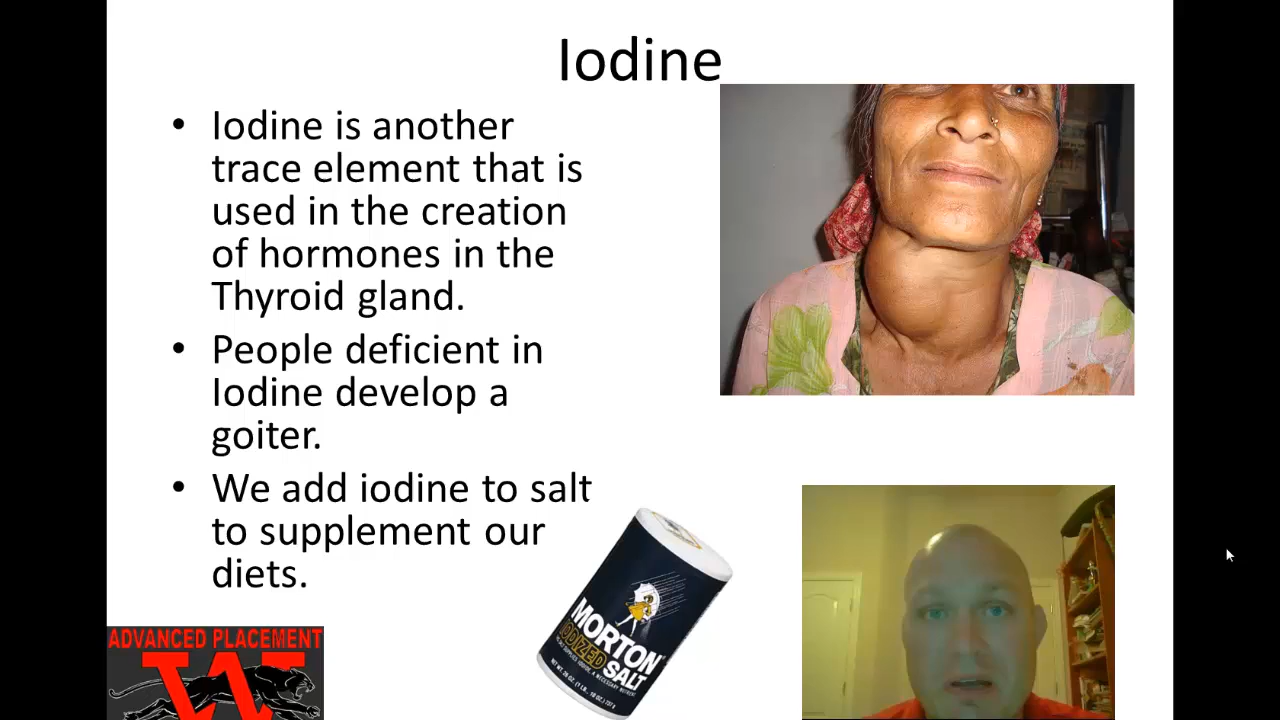 Iodine
• Iodine is another
trace element that is
used in the creation
of hormones in the
Thyroid gland.
• People deficient in
Iodine develop a
goiter.
• We add iodine to salt
to supplement our
diets.
MORTON
IODIZED
SALT
ADVANCED PLACEMENT
W